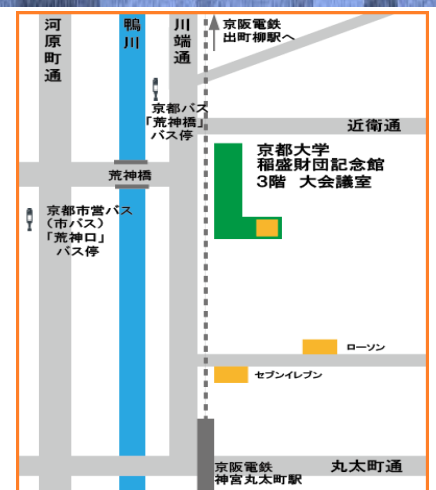 河原町通
鴨川
川端通
京阪電鉄
出町柳駅へ
京都バス
「荒神橋」
バス停
近衛通
京都大学
稲盛財団記念館
3階 大会議室
荒神橋
京都市営バス
(市バス)
「荒神口」
バス停
ローソン
セブンイレブン
京阪電鉄
神宮丸太町駅
丸太町通